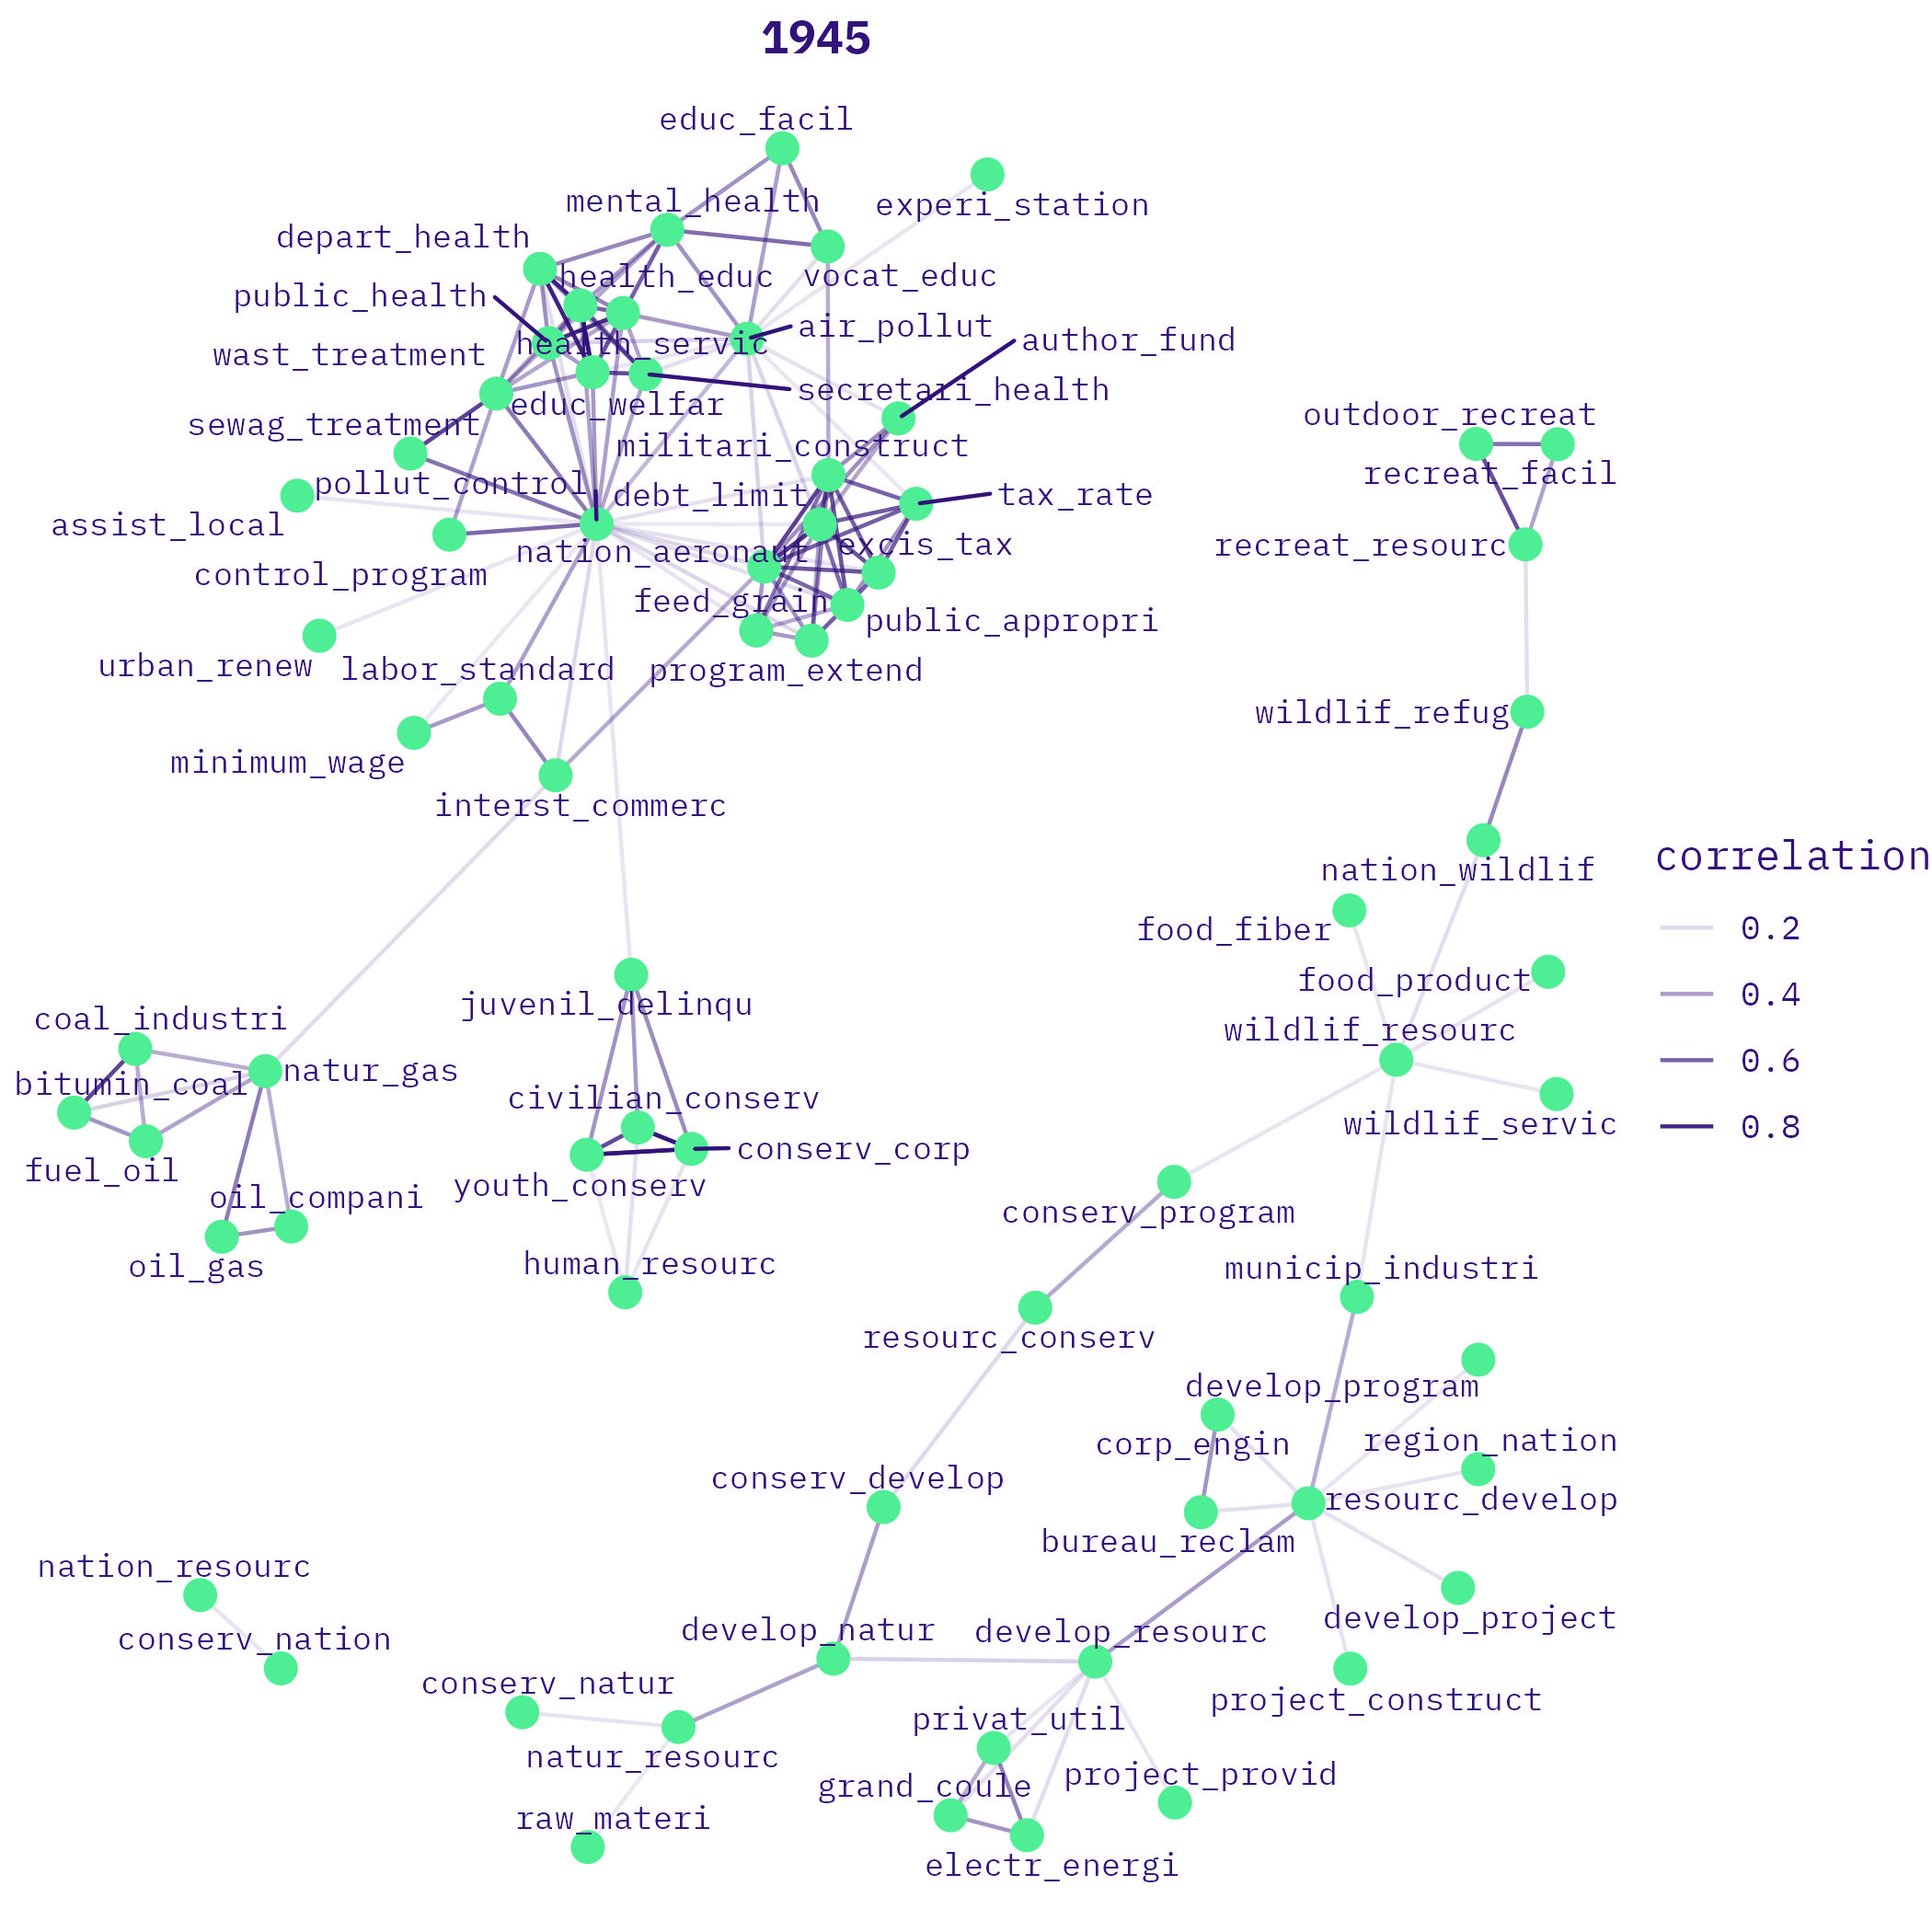 1945
educ_facil
mental_health
experi_station
depart_health
health_educ
vocat_educ
public_health
air_pollut
author_fund
wast_treatment
health_servic
secretari_health
educ_welfar
outdoor_recreat
sewag_treatment
militari_construct
recreat_facil
pollut_control
debt_limit
tax_rate
assist_local
nation_aeronaut
excis_tax
recreat_resourc
control_program
feed_grain
public_appropri
urban_renew
labor_standard
program_extend
wildlif_refug
minimum_wage
interst_commerc
correlation
nation_wildlif
food_fiber
0.2
food_product
0.4
juvenil_delinqu
coal_industri
wildlif_resourc
natur_gas
0.6
bitumin_coal
civilian_conserv
wildlif_servic
0.8
conserv_corp
fuel_oil
youth_conserv
oil_compani
conserv_program
oil_gas
human_resourc
municip_industri
resourc_conserv
develop_program
corp_engin
region_nation
conserv_develop
resourc_develop
bureau_reclam
nation_resourc
develop_project
develop_natur
develop_resourc
conserv_nation
conserv_natur
project_construct
privat_util
natur_resourc
project_provid
grand_coule
raw_materi
electr_energi